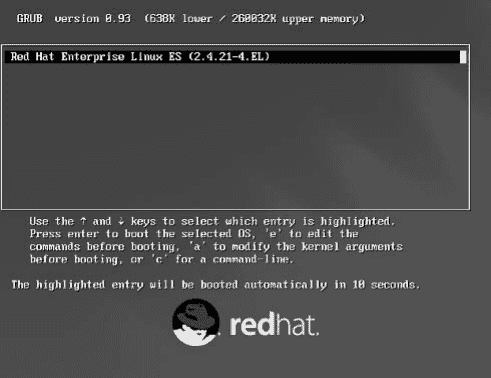 GRUB version 0.93 (638K lower / 260032K upper memory)
Red Hat Enterprise Linux ES (2.4.21-4.EL)
Use the ↑ and ↓ keys to select which entry is highlighted.
Press enter to boot the selected OS, 'e' to edit the
commands before booting, 'a' to modify the kernel arguments
before booting, or 'c' for a command-line.
The highlighted entry will be booted automatically in 10 seconds.
redhat.